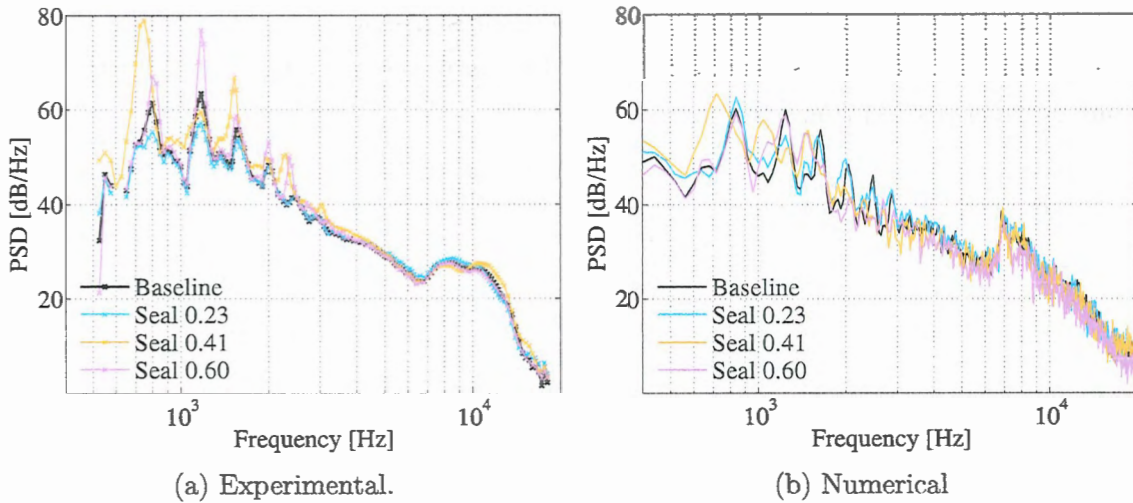 80
60
40
20
PSD [dB/Hz]
Baseline
Seal 0.23
Seal 0.41
Seal 0.60
10^3
10^4
Frequency [Hz]
(a) Experimental.
80
60
40
20
PSD [dB/Hz]
Baseline
Seal 0.23
Seal 0.41
Seal 0.60
10^3
10^4
Frequency [Hz]
(b) Numerical